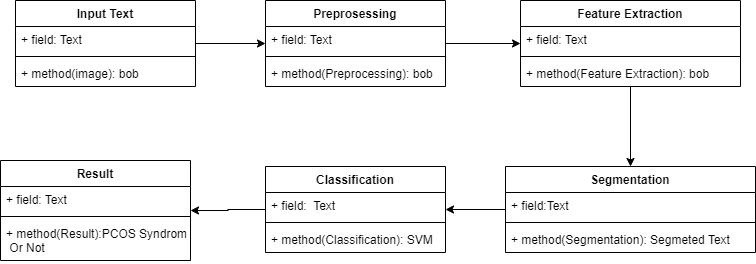 Input Text
+ field: Text
+ method(image): bob
Preprosessing
+ field: Text
+ method(Preprocessing): bob
Feature Extraction
+ field: Text
+ method(Feature Extraction): bob
Result
+ field: Text
+ method(Result):PCOS Syndrom
Or Not
Classification
+ field:  Text
+ method(Classification): SVM
Segmentation
+ field:Text
+ method(Segmentation): Segmeted Text